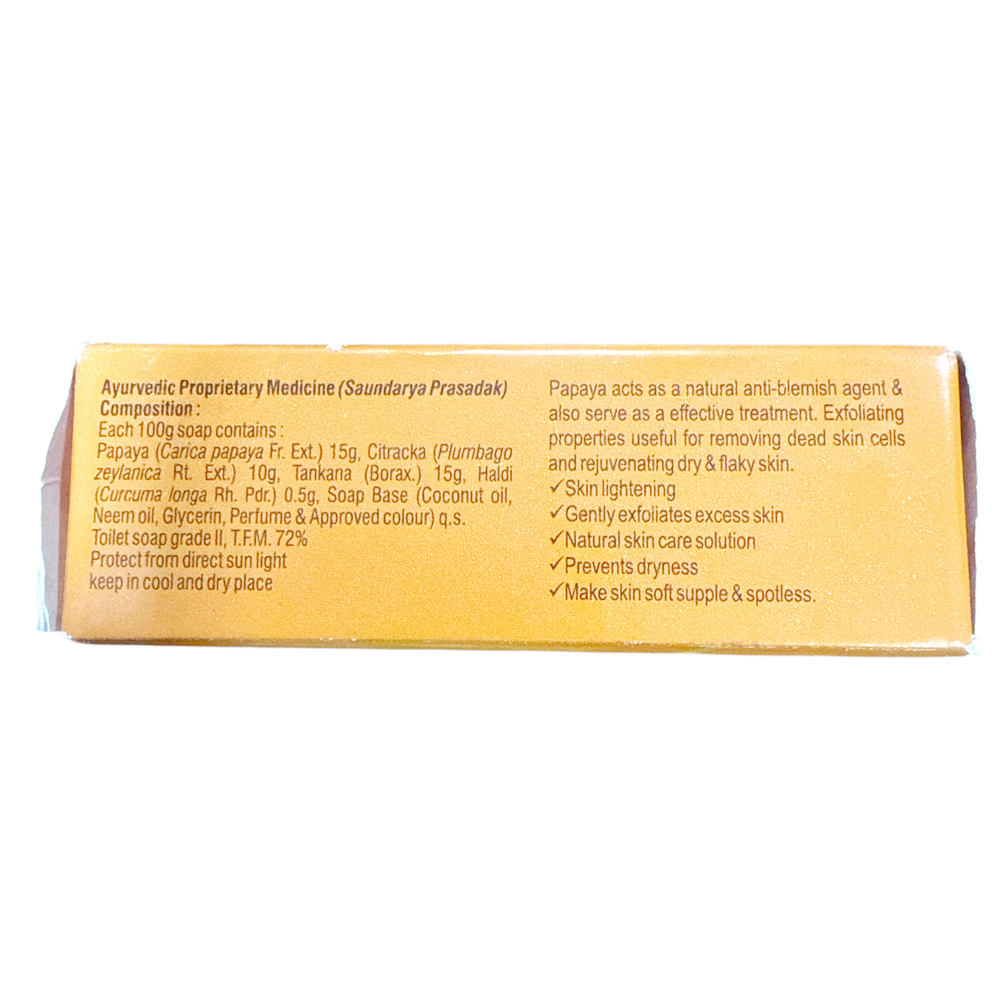 Ayurvedic Proprietary Medicine (Saundarya Prasadak)
Composition :
Each 100g soap contains :
Papaya (Carica papaya Fr. Ext.) 15g, Citracka (Plumbago
zeylanica Rt. Ext.) 10g, Tankana (Borax.) 15g, Haldi
(Curcuma longa Rh. Pdr.) 0.5g, Soap Base (Coconut oil,
Neem oil, Glycerin, Perfume & Approved colour) q.s.
Toilet soap grade II, T.F.M. 72%
Protect from direct sun light
keep in cool and dry place
Papaya acts as a natural anti-blemish agent &
also serve as a effective treatment. Exfoliating
properties useful for removing dead skin cells
and rejuvenating dry & flaky skin.
✓Skin lightening
✓Gently exfoliates excess skin
✓Natural skin care solution
✓Prevents dryness
✓Make skin soft supple & spotless.